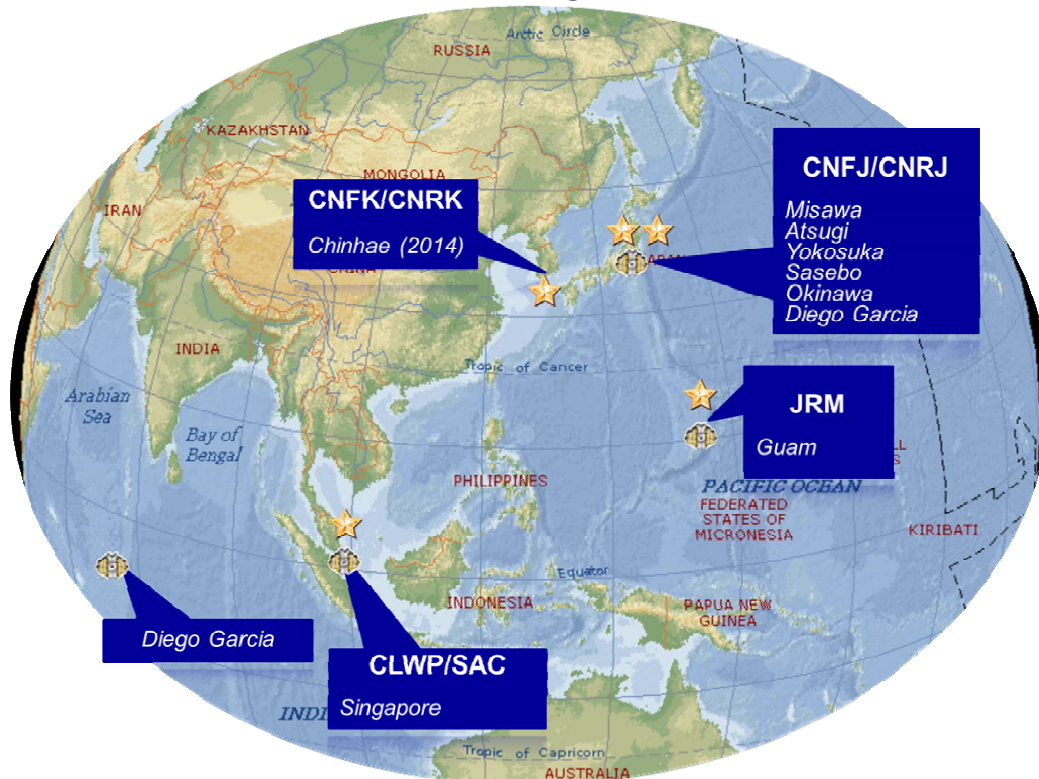 Arctic Circle
RUSSIA
KAZAKHSTAN
MONGOLIA
IRAN
CNFK/CNRK
Chinhae (2014)
CNFJ/CNRJ
Misawa
Atsugi
Yokosuka
Sasebo
Okinawa
Diego Garcia
INDIA
Tropic of Cancer
Arabian
Sea
Bay of
Bengal
JRM
Guam
PHILIPPINES
PACIFIC OCEAN
FEDERATED
STATES OF
MICRONESIA
KIRIBATI
Equator
INDONESIA
PAPUA NEW
GUINEA
Diego Garcia
CLWP/SAC
Singapore
Tropic of Capricorn
AUSTRALIA